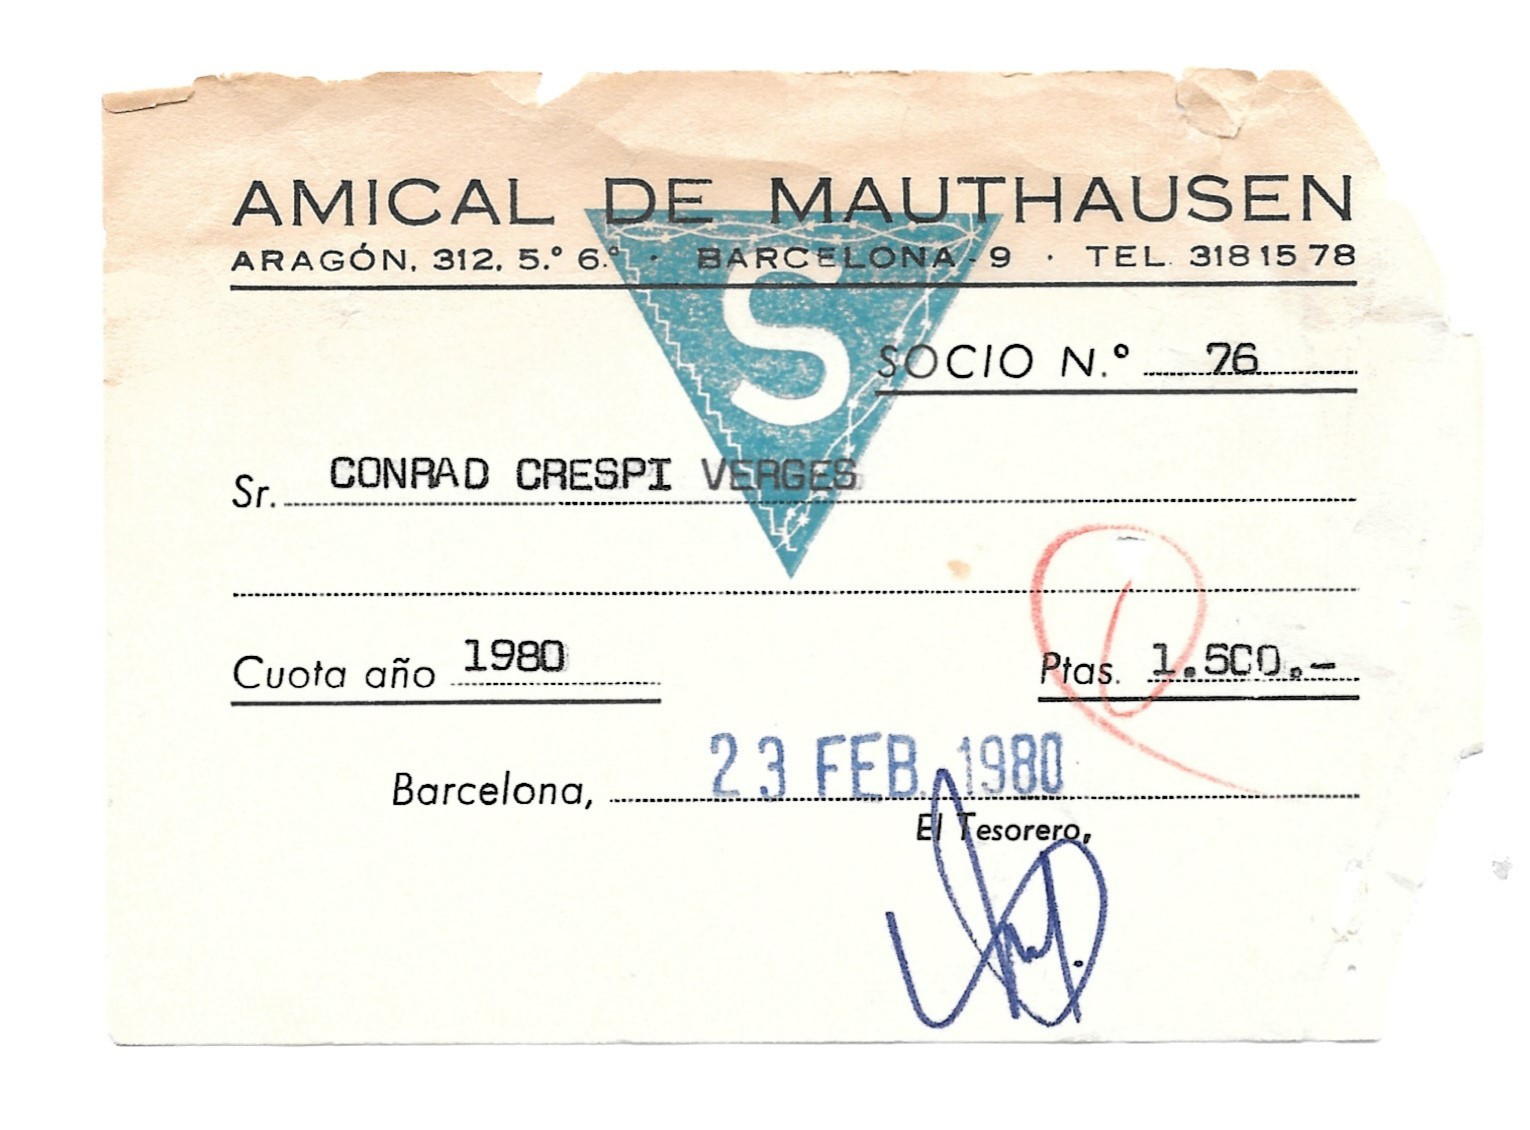 AMICAL DE MAUTHAUSEN
ARAGÓN, 312, 5.º 6.ª · BARCELONA-9 · TEL. 318 15 78
S
SOCIO N.º 76
Sr. CONRAD CRESPI VERGES
Cuota año 1980
Ptas. 1.500.-
Barcelona, 23 FEB. 1980
El Tesorero,